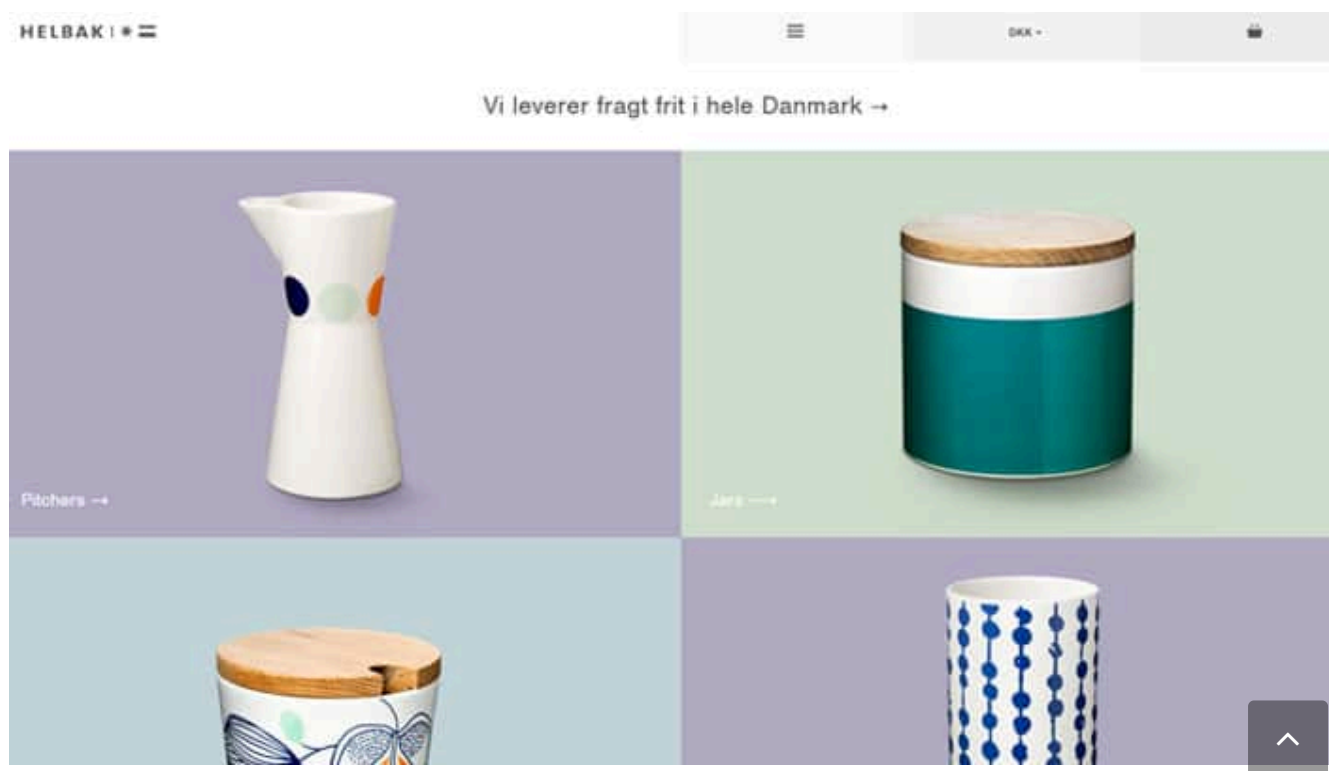 HELBAK
DKK
Vi leverer fragt frit i hele Danmark →
Pitchers →
Jars →